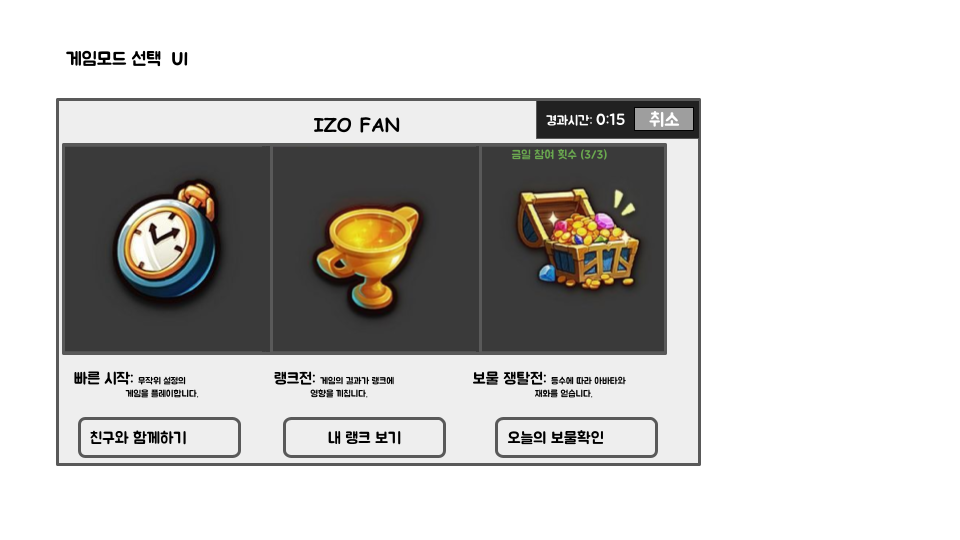 게임모드 선택 UI
IZO FAN
경과시간: 0:15
취소
금일 참여 횟수 (3/3)
빠른 시작: 무작위 설정의
게임을 플레이합니다.
랭크전: 게임의 결과가 랭크에
영향을 끼칩니다.
보물 쟁탈전: 등수에 따라 아바타와
재화를 얻습니다.
친구와 함께하기
내 랭크 보기
오늘의 보물확인